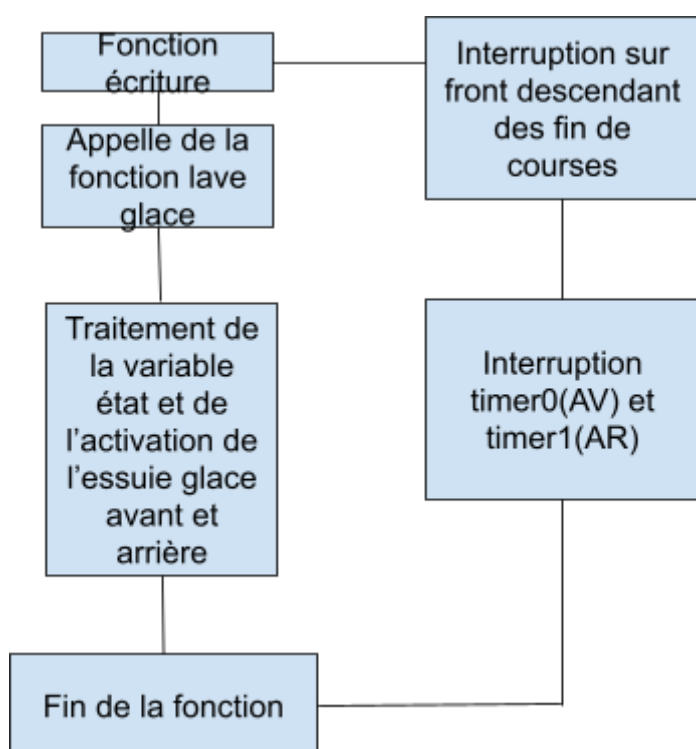 Fonction
écriture
Appelle de la
fonction lave
glace
Traitement de
la variable
état et de
l'activation de
l'essuie glace
avant et
arrière
Fin de la fonction
Interruption sur
front descendant
des fin de
courses
Interruption
timer0(AV) et
timer1(AR)